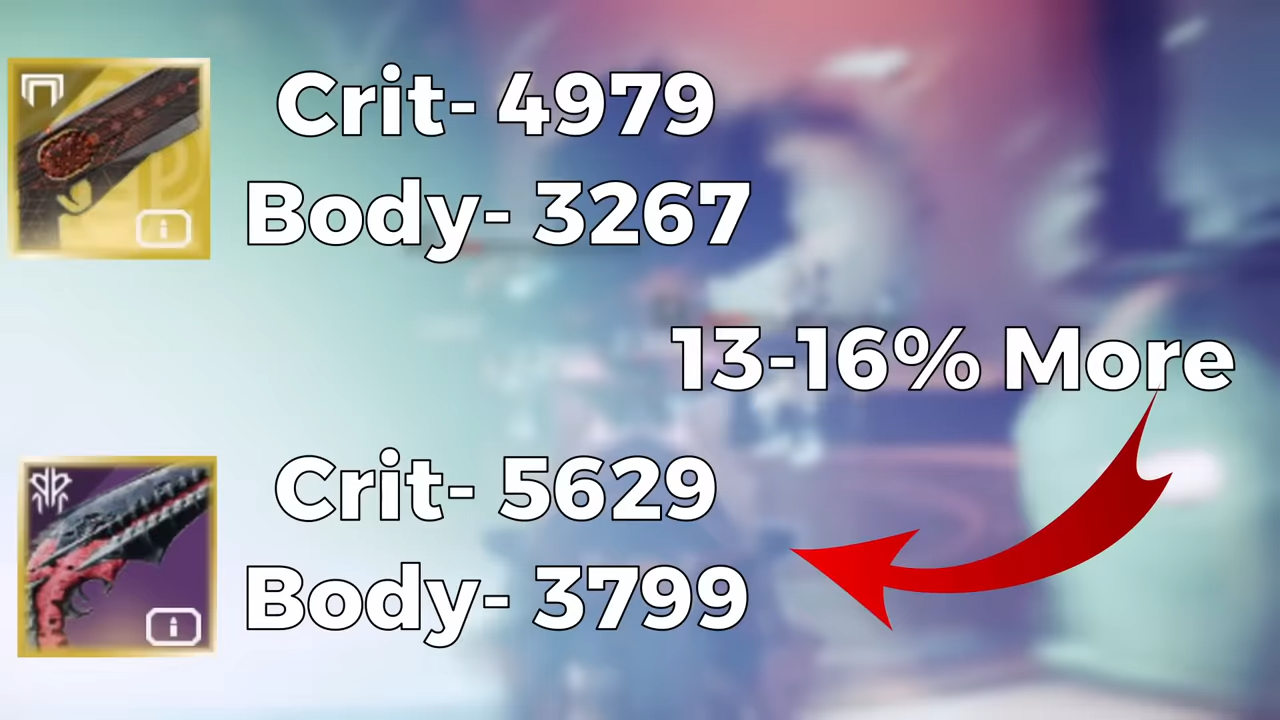 Crit- 4979
Body- 3267
13-16% More
Crit- 5629
Body- 3799